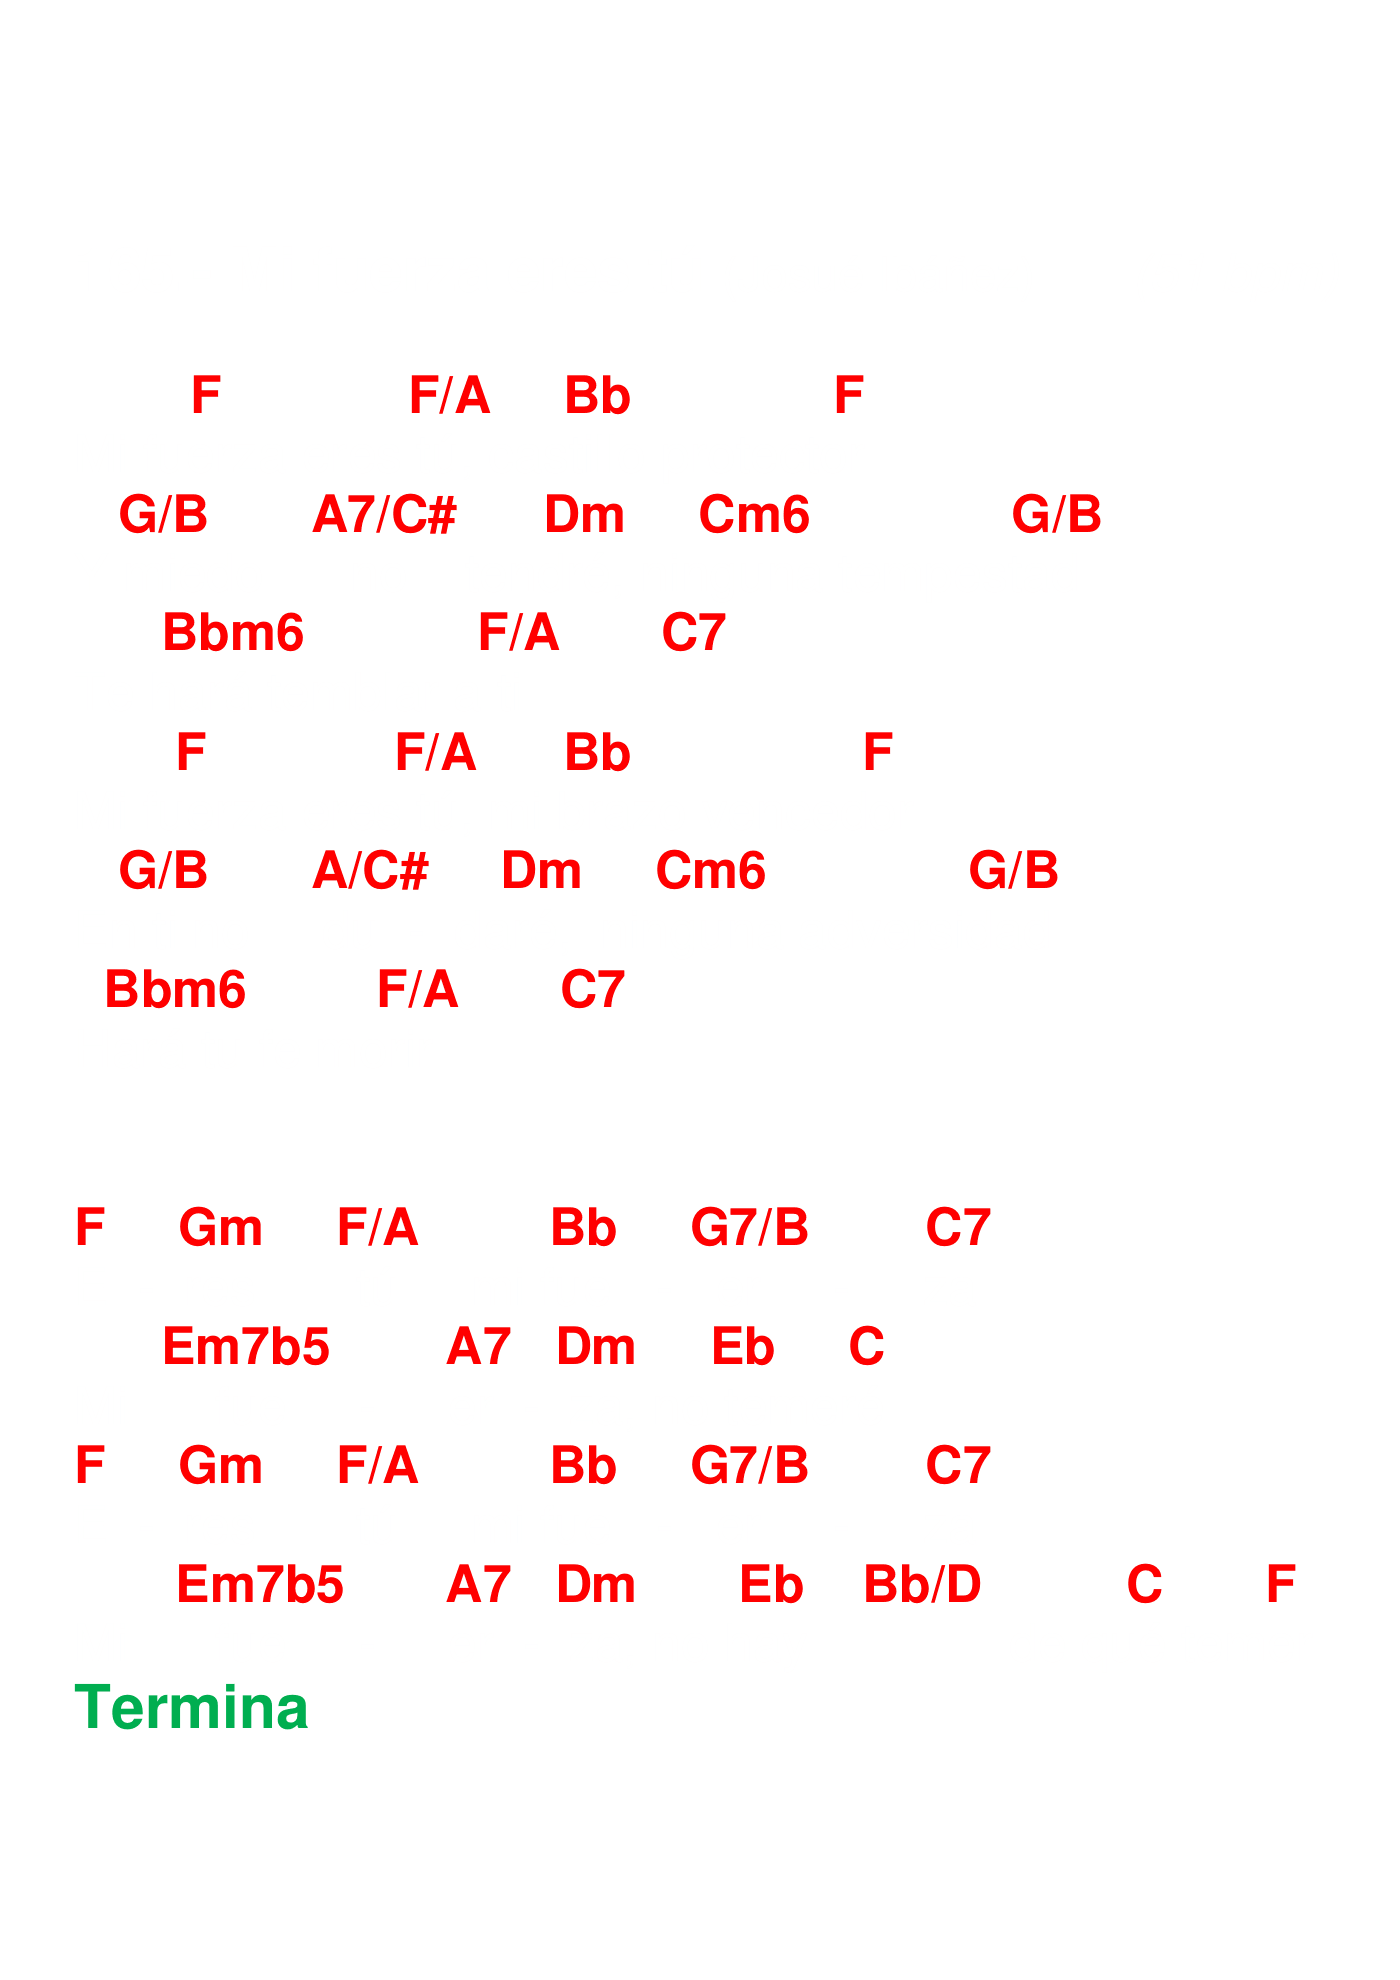 F F/A Bb F
G/B A7/C# Dm Cm6 G/B
Bbm6 F/A C7
F F/A Bb F
G/B A/C# Dm Cm6 G/B
Bbm6 F/A C7
F Gm F/A Bb G7/B C7
Em7b5 A7 Dm Eb C
F Gm F/A Bb G7/B C7
Em7b5 A7 Dm Eb Bb/D C F
Termina